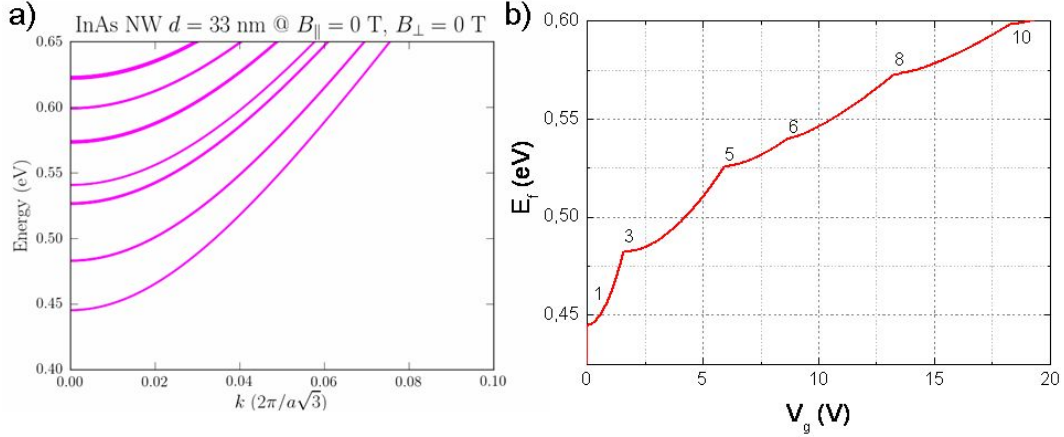 a)
InAs NW d = 33 nm @ B∥ = 0 T, B⊥ = 0 T
0.65
0.60
0.55
0.50
0.45
0.40
Energy (eV)
0.00 0.02 0.04 0.06 0.08 0.10
k (2π/a√3)
b)
0,60
0,55
0,50
0,45
E_f (eV)
1
3
5
6
8
10
0 5 10 15 20
V_g (V)